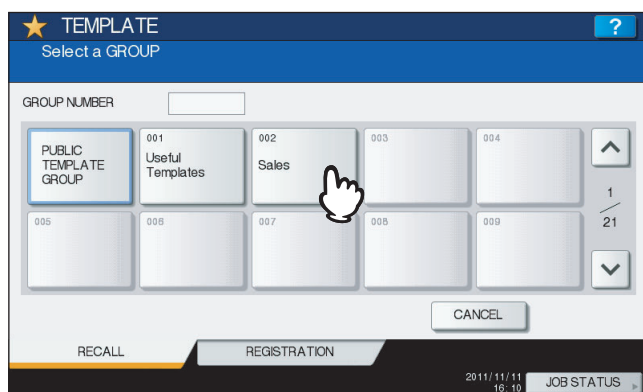 TEMPLATE
?
Select a GROUP
GROUP NUMBER
PUBLIC
TEMPLATE
GROUP
001
Useful
Templates
002
Sales
003
004
1
/
21
005
006
007
008
009
CANCEL
RECALL
REGISTRATION
2011/11/11
16:10
JOB STATUS